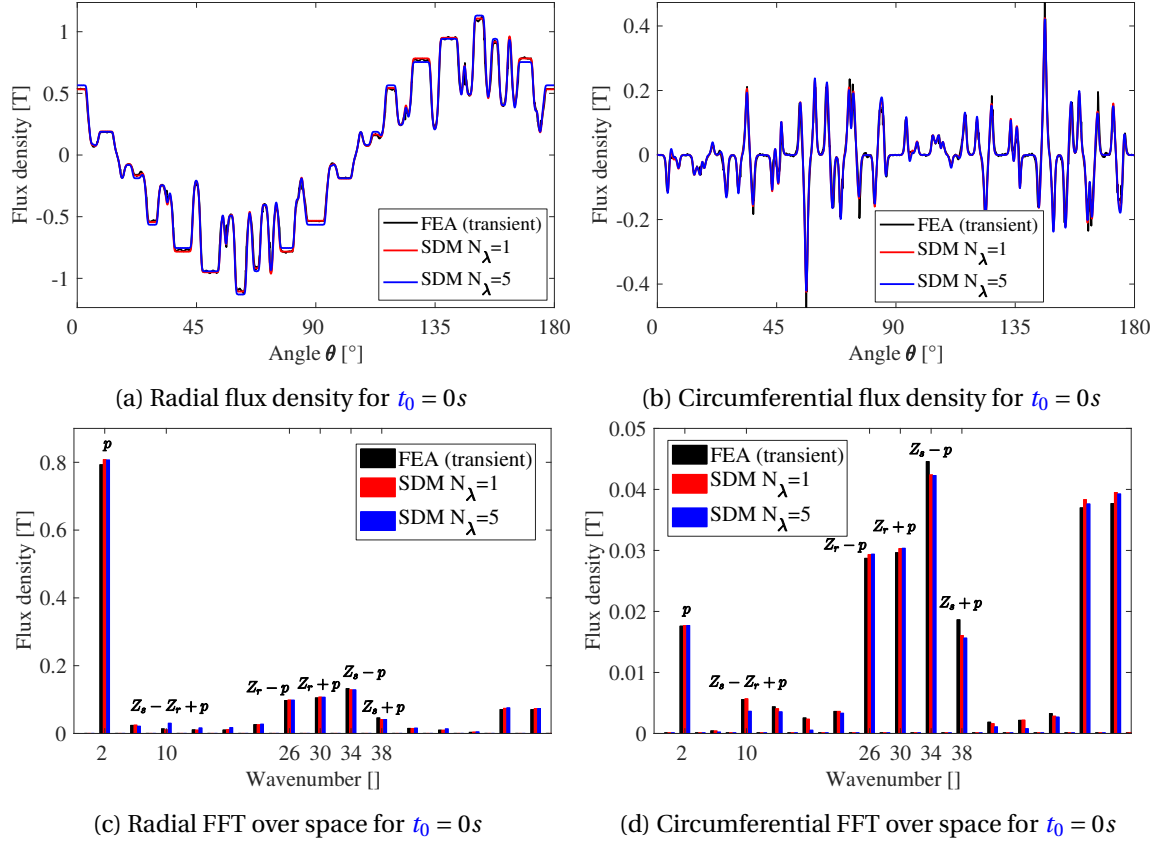 1
0.5
0
-0.5
-1
Flux density [T]
FEA (transient)
SDM N_λ=1
SDM N_λ=5
0 45 90 135 180
Angle θ [°]
(a) Radial flux density for t₀ = 0s
0.4
0.2
0
-0.2
-0.4
Flux density [T]
FEA (transient)
SDM N_λ=1
SDM N_λ=5
0 45 90 135 180
Angle θ [°]
(b) Circumferential flux density for t₀ = 0s
0.8
0.6
0.4
0.2
0
Flux density [T]
p
Z_s − Z_r + p
Z_r − p
Z_r + p
Z_s − p
Z_s + p
FEA (transient)
SDM N_λ=1
SDM N_λ=5
2 10 26 30 34 38
Wavenumber []
(c) Radial FFT over space for t₀ = 0s
0.05
0.04
0.03
0.02
0.01
0
Flux density [T]
FEA (transient)
SDM N_λ=1
SDM N_λ=5
p
Z_s − Z_r + p
Z_r − p
Z_r + p
Z_s − p
Z_s + p
2 10 26 30 34 38
Wavenumber []
(d) Circumferential FFT over space for t₀ = 0s